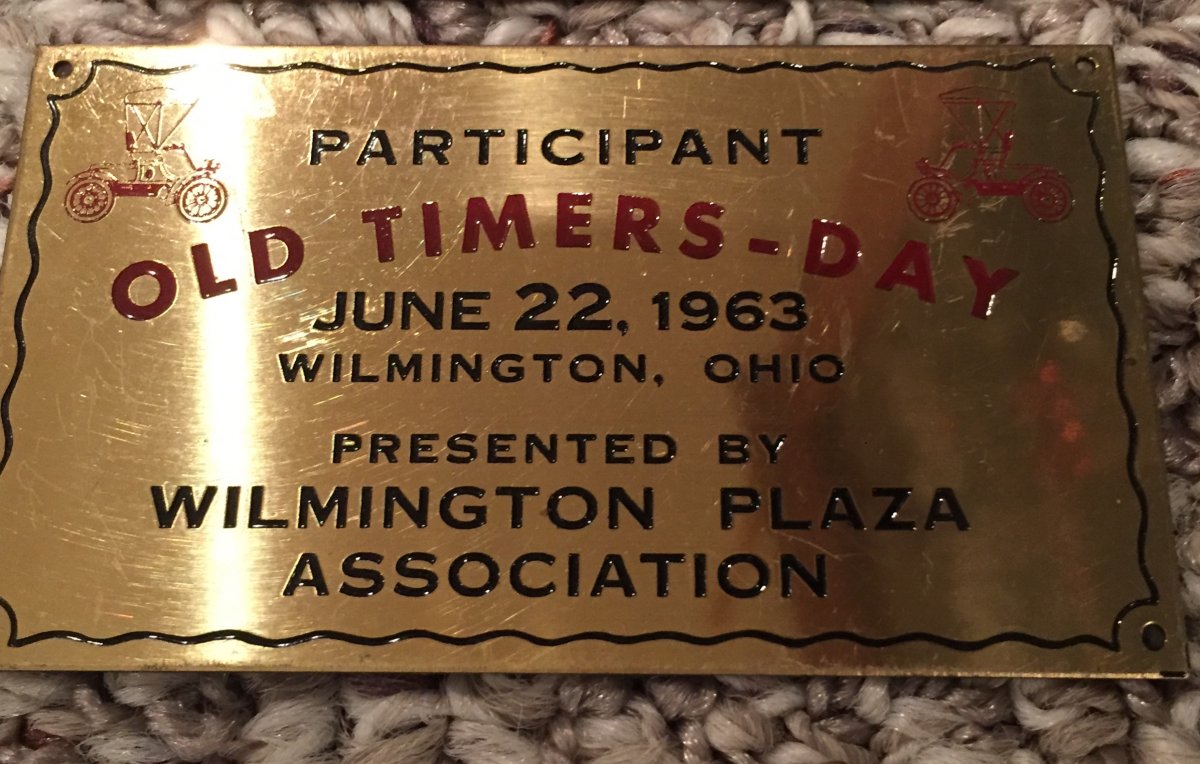 PARTICIPANT
OLD TIMERS-DAY
JUNE 22, 1963
WILMINGTON, OHIO
PRESENTED BY
WILMINGTON PLAZA
ASSOCIATION